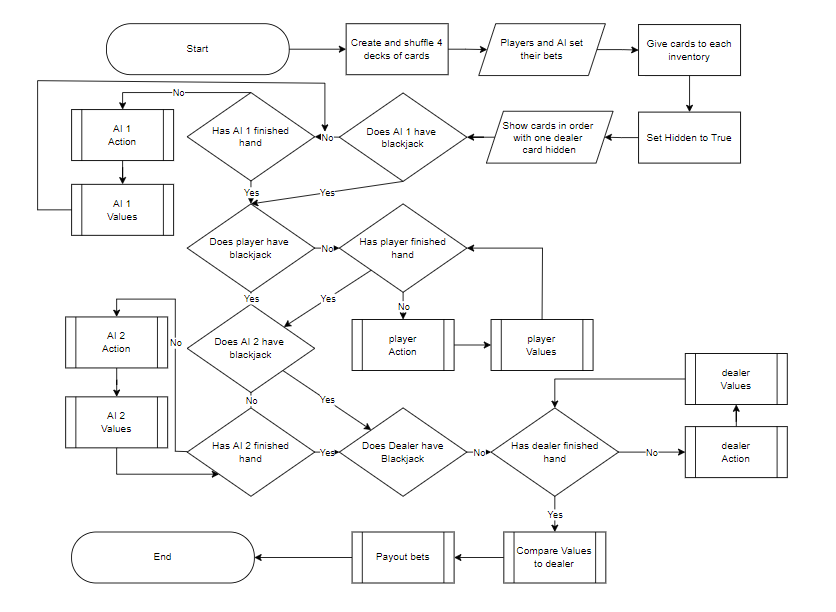 Start
Create and shuffle 4
decks of cards
Players and AI set
their bets
Give cards to each
inventory
No
AI 1
Action
Has AI 1 finished
hand
No
Does AI 1 have
blackjack
Show cards in order
with one dealer
card hidden
Set Hidden to True
AI 1
Values
Yes
Yes
Does player have
blackjack
No
Has player finished
hand
Yes
Yes
No
AI 2
Action
No
Does AI 2 have
blackjack
player
Action
player
Values
dealer
Values
AI 2
Values
No
Yes
Has AI 2 finished
hand
Yes
Does Dealer have
Blackjack
No
Has dealer finished
hand
No
dealer
Action
Yes
End
Payout bets
Compare Values
to dealer